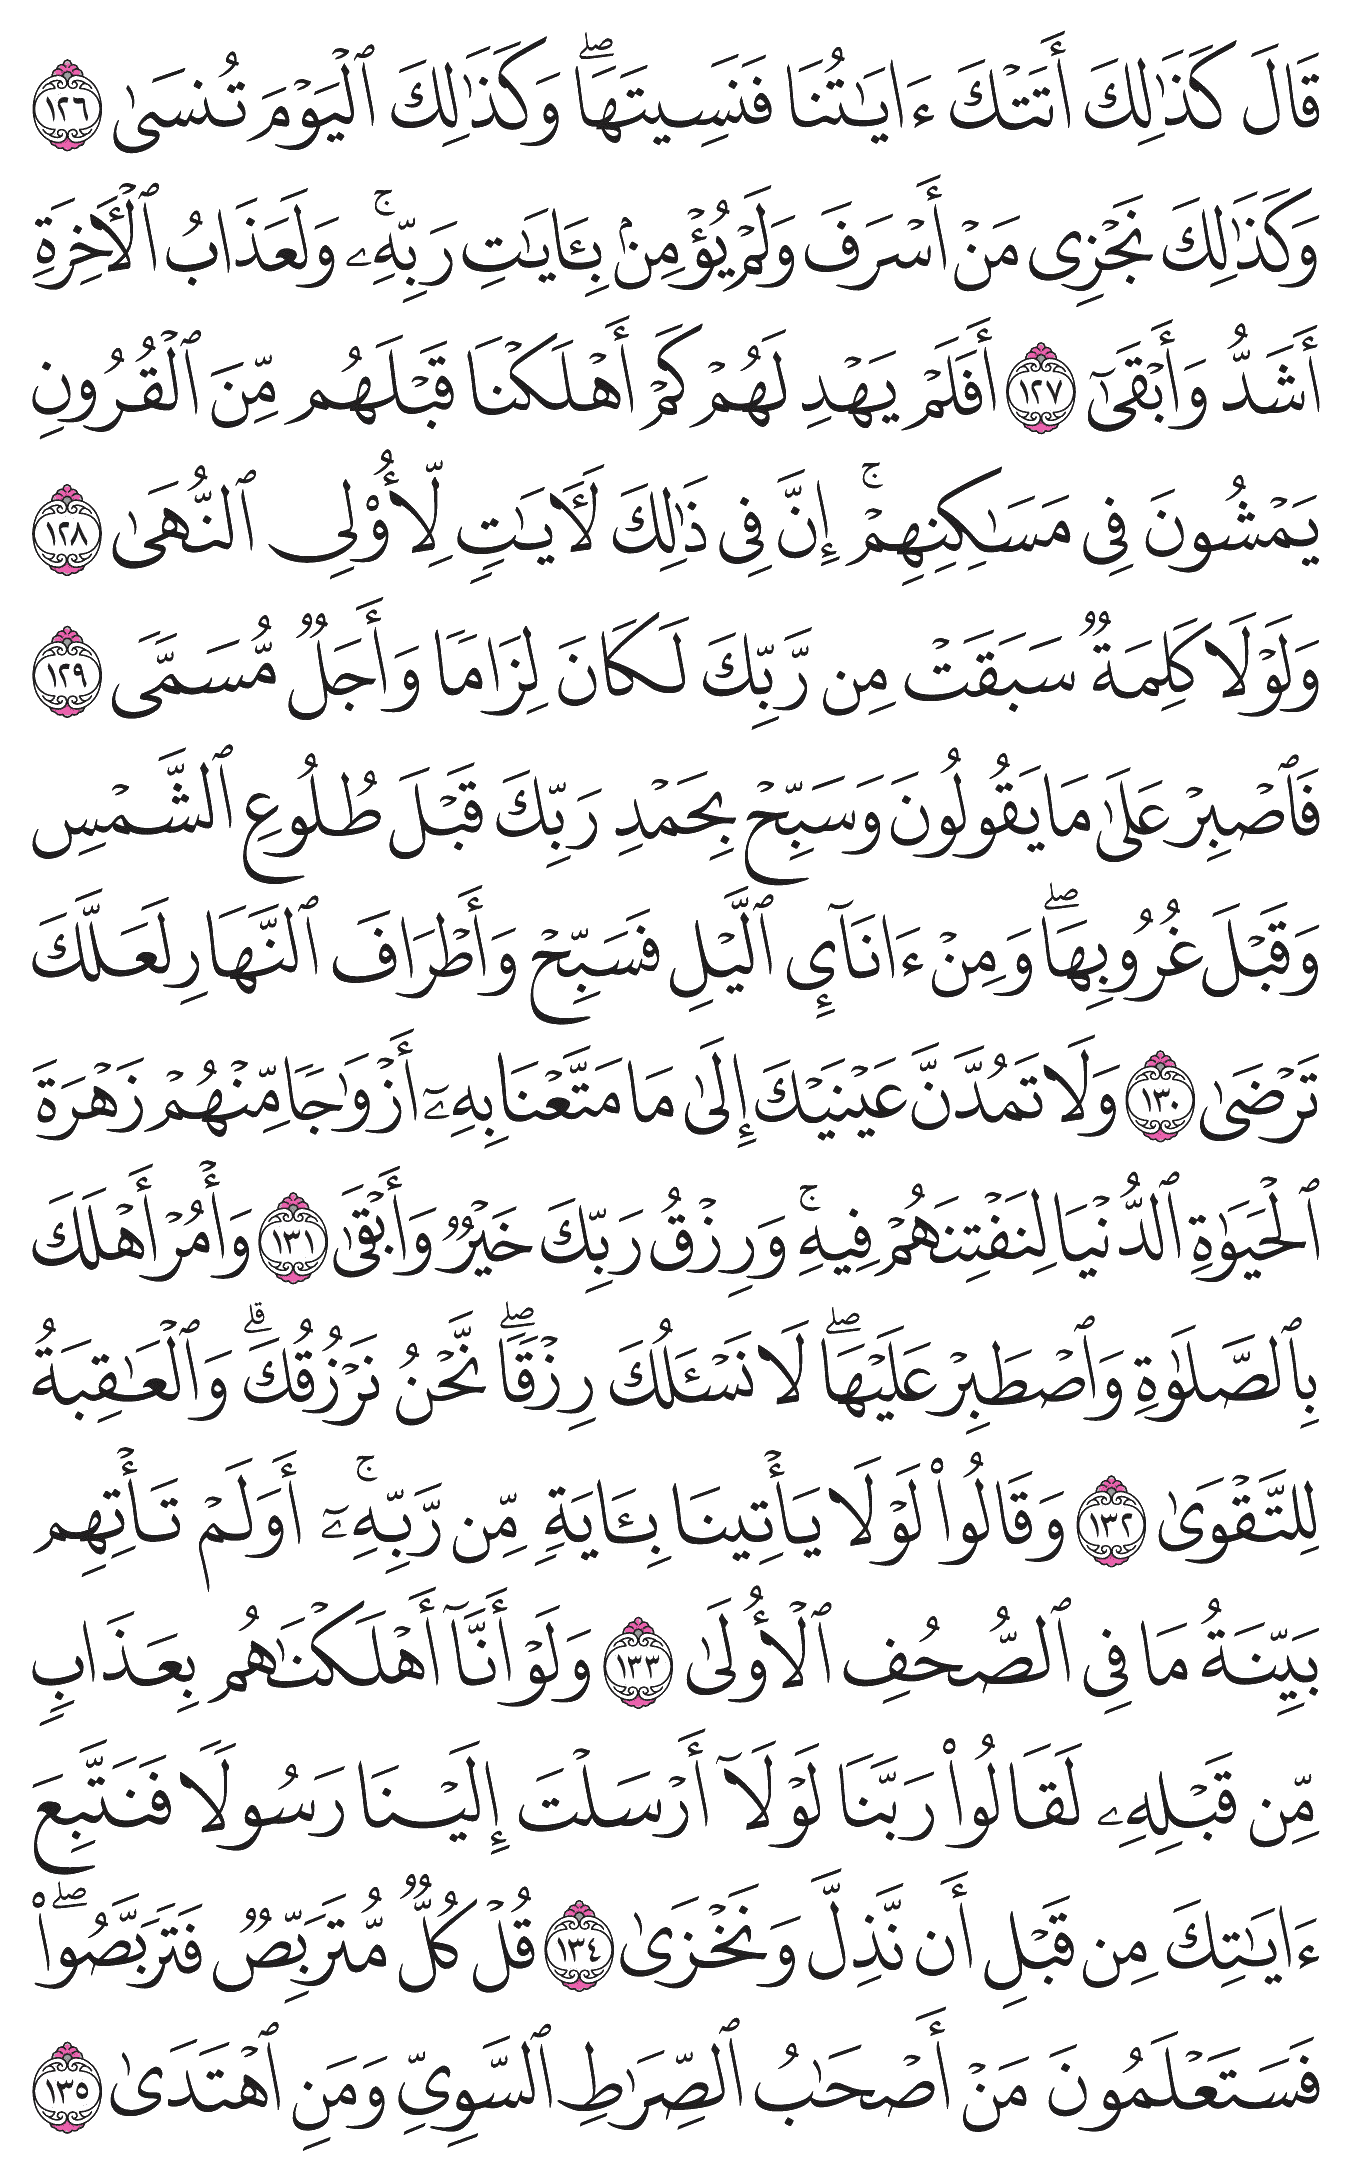 قَالَ كَذَٰلِكَ أَتَتۡكَ ءَايَٰتُنَا فَنَسِيتَهَاۖ وَكَذَٰلِكَ ٱلۡيَوۡمَ تُنسَىٰ ١٢٦
وَكَذَٰلِكَ نَجۡزِي مَنۡ أَسۡرَفَ وَلَمۡ يُؤۡمِنۢ بِـَٔايَٰتِ رَبِّهِۦۚ وَلَعَذَابُ ٱلۡأٓخِرَةِ
أَشَدُّ وَأَبۡقَىٰٓ ١٢٧ أَفَلَمۡ يَهۡدِ لَهُمۡ كَمۡ أَهۡلَكۡنَا قَبۡلَهُم مِّنَ ٱلۡقُرُونِ
يَمۡشُونَ فِي مَسَٰكِنِهِمۡۚ إِنَّ فِي ذَٰلِكَ لَأٓيَٰتٖ لِّأُوْلِي ٱلنُّهَىٰ ١٢٨
وَلَوۡلَا كَلِمَةٞ سَبَقَتۡ مِن رَّبِّكَ لَكَانَ لِزَامٗا وَأَجَلٞ مُّسَمّٗى ١٢٩
فَٱصۡبِرۡ عَلَىٰ مَا يَقُولُونَ وَسَبِّحۡ بِحَمۡدِ رَبِّكَ قَبۡلَ طُلُوعِ ٱلشَّمۡسِ
وَقَبۡلَ غُرُوبِهَاۖ وَمِنۡ ءَانَآيِٕ ٱلَّيۡلِ فَسَبِّحۡ وَأَطۡرَافَ ٱلنَّهَارِ لَعَلَّكَ
تَرۡضَىٰ ١٣٠ وَلَا تَمُدَّنَّ عَيۡنَيۡكَ إِلَىٰ مَا مَتَّعۡنَا بِهِۦٓ أَزۡوَٰجٗا مِّنۡهُمۡ زَهۡرَةَ
ٱلۡحَيَوٰةِ ٱلدُّنۡيَا لِنَفۡتِنَهُمۡ فِيهِۚ وَرِزۡقُ رَبِّكَ خَيۡرٞ وَأَبۡقَىٰ ١٣١ وَأۡمُرۡ أَهۡلَكَ
بِٱلصَّلَوٰةِ وَٱصۡطَبِرۡ عَلَيۡهَاۖ لَا نَسۡـَٔلُكَ رِزۡقٗاۖ نَّحۡنُ نَرۡزُقُكَۗ وَٱلۡعَٰقِبَةُ
لِلتَّقۡوَىٰ ١٣٢ وَقَالُواْ لَوۡلَا يَأۡتِينَا بِـَٔايَةٖ مِّن رَّبِّهِۦٓۚ أَوَلَمۡ تَأۡتِهِم
بَيِّنَةُ مَا فِي ٱلصُّحُفِ ٱلۡأُولَىٰ ١٣٣ وَلَوۡ أَنَّآ أَهۡلَكۡنَٰهُم بِعَذَابٖ
مِّن قَبۡلِهِۦ لَقَالُواْ رَبَّنَا لَوۡلَآ أَرۡسَلۡتَ إِلَيۡنَا رَسُولٗا فَنَتَّبِعَ
ءَايَٰتِكَ مِن قَبۡلِ أَن نَّذِلَّ وَنَخۡزَىٰ ١٣٤ قُلۡ كُلّٞ مُّتَرَبِّصٞ فَتَرَبَّصُواْۖ
فَسَتَعۡلَمُونَ مَنۡ أَصۡحَٰبُ ٱلصِّرَٰطِ ٱلسَّوِيِّ وَمَنِ ٱهۡتَدَىٰ ١٣٥